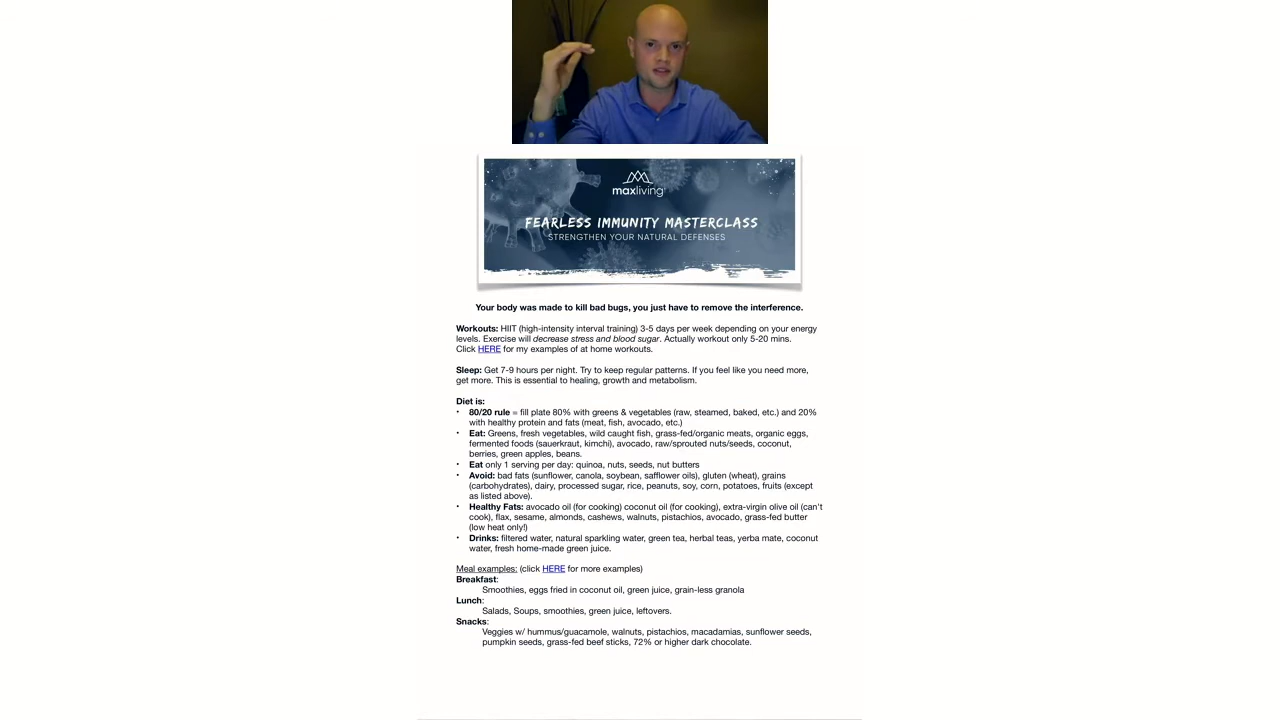 maxliving
FEARLESS IMMUNITY MASTERCLASS
STRENGTHEN YOUR NATURAL DEFENSES
Your body was made to kill bad bugs, you just have to remove the interference.
Workouts: HIIT (high-intensity interval training) 3-5 days per week depending on your energy
levels. Exercise will decrease stress and blood sugar. Actually workout only 5-20 mins.
Click HERE for my examples of at home workouts.
Sleep: Get 7-9 hours per night. Try to keep regular patterns. If you feel like you need more,
get more. This is essential to healing, growth and metabolism.
Diet is:
• 80/20 rule = fill plate 80% with greens & vegetables (raw, steamed, baked, etc.) and 20%
with healthy protein and fats (meat, fish, avocado, etc.)
• Eat: Greens, fresh vegetables, wild caught fish, grass-fed/organic meats, organic eggs,
fermented foods (sauerkraut, kimchi), avocado, raw/sprouted nuts/seeds, coconut,
berries, green apples, beans.
• Eat only 1 serving per day: quinoa, nuts, seeds, nut butters
• Avoid: bad fats (sunflower, canola, soybean, safflower oils), gluten (wheat), grains
(carbohydrates), dairy, processed sugar, rice, peanuts, soy, corn, potatoes, fruits (except
as listed above).
• Healthy Fats: avocado oil (for cooking) coconut oil (for cooking), extra-virgin olive oil (can't
cook), flax, sesame, almonds, cashews, walnuts, pistachios, avocado, grass-fed butter
(low heat only!)
• Drinks: filtered water, natural sparkling water, green tea, herbal teas, yerba mate, coconut
water, fresh home-made green juice.
Meal examples: (click HERE for more examples)
Breakfast:
Smoothies, eggs fried in coconut oil, green juice, grain-less granola
Lunch:
Salads, Soups, smoothies, green juice, leftovers.
Snacks:
Veggies w/ hummus/guacamole, walnuts, pistachios, macadamias, sunflower seeds,
pumpkin seeds, grass-fed beef sticks, 72% or higher dark chocolate.